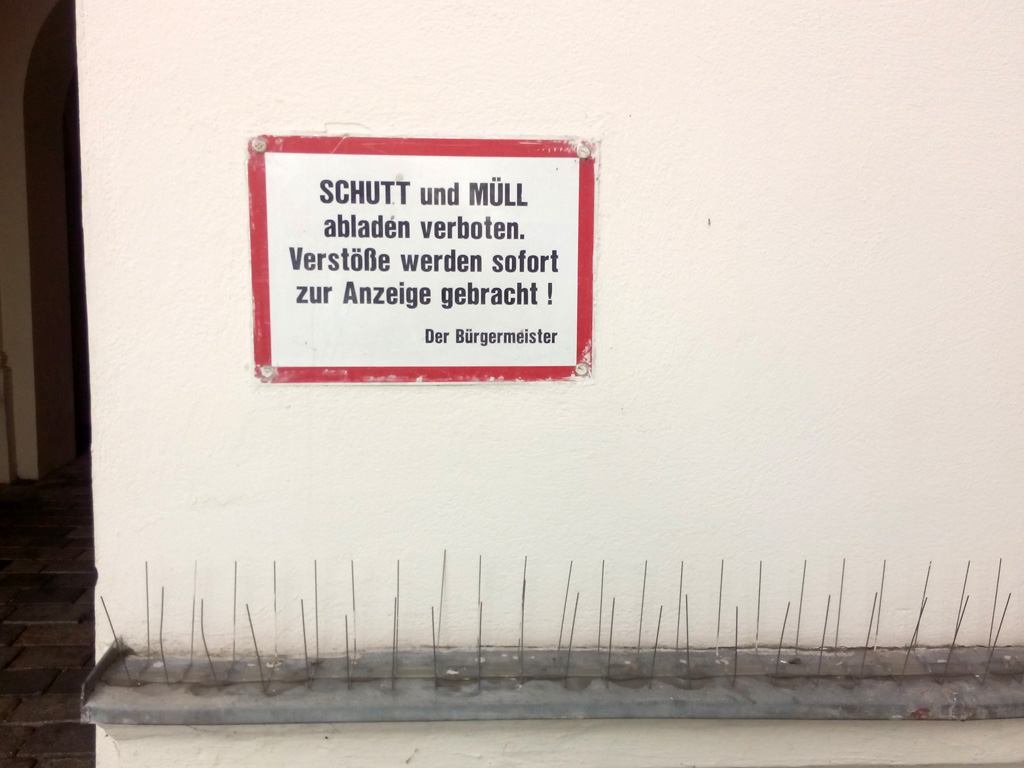 SCHUTT und MÜLL
abladen verboten.
Verstöße werden sofort
zur Anzeige gebracht !
Der Bürgermeister